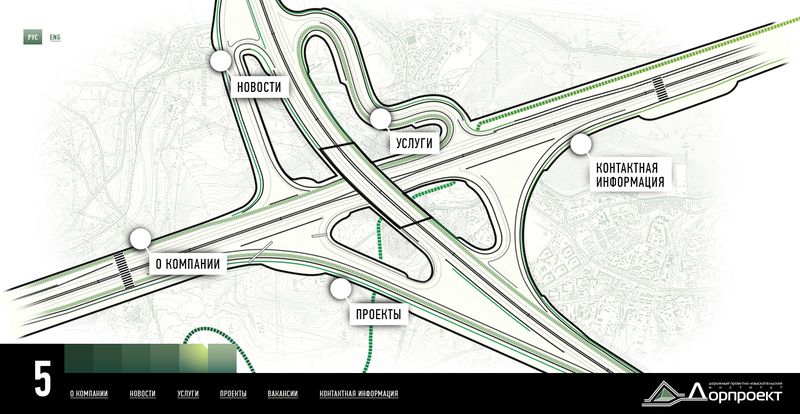 РУС ENG
НОВОСТИ
УСЛУГИ
КОНТАКТНАЯ
ИНФОРМАЦИЯ
О КОМПАНИИ
ПРОЕКТЫ
5
О КОМПАНИИ НОВОСТИ УСЛУГИ ПРОЕКТЫ ВАКАНСИИ КОНТАКТНАЯ ИНФОРМАЦИЯ
ДОРОЖНЫЙ ПРОЕКТНО-ИЗЫСКАТЕЛЬСКИЙ
ИНСТИТУТ
Дорпроект